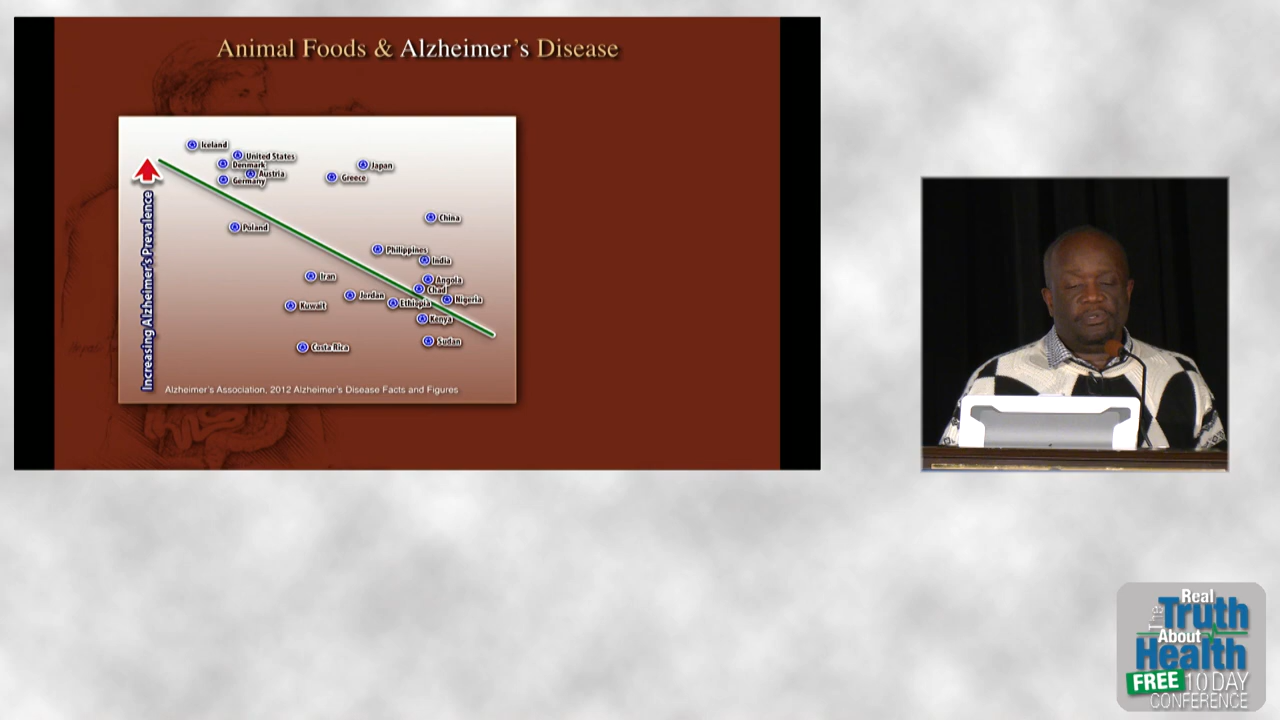 Animal Foods & Alzheimer's Disease
Iceland
United States
Denmark
Austria
Germany
Japan
Greece
China
Poland
Philippines
India
Iran
Angola
Chad
Jordan
Nigeria
Ethiopia
Kuwait
Kenya
Sudan
Costa Rica
Increasing Alzheimer's Prevalence
Alzheimer's Association, 2012 Alzheimer's Disease Facts and Figures
The
Real
Truth
About
Health
FREE 10 DAY
CONFERENCE